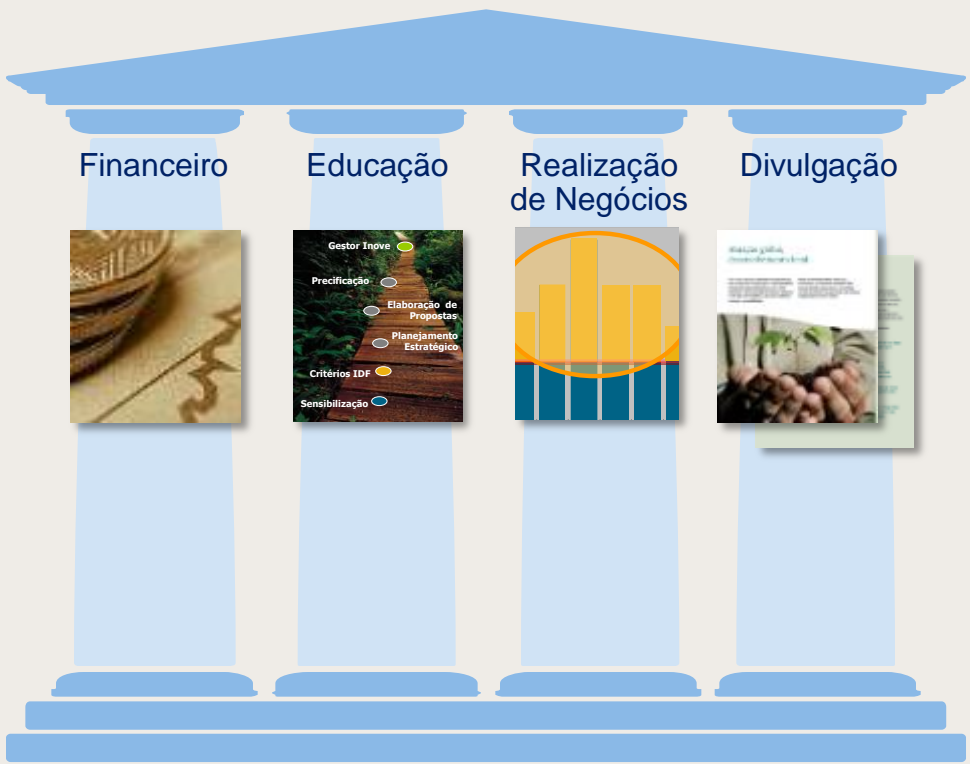 Financeiro
Educação
Realização
de Negócios
Divulgação
Gestor Inove
Precificação
Elaboração de
Propostas
Planejamento
Estratégico
Critérios IDF
Sensibilização